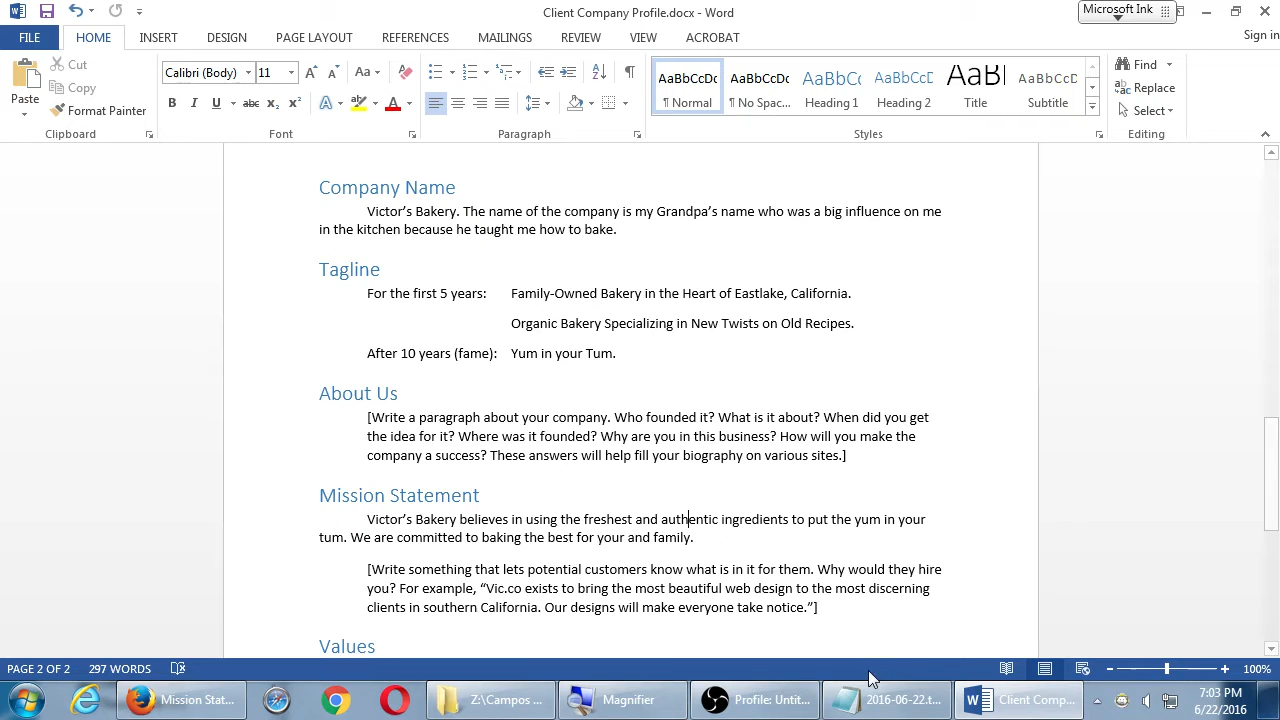 Client Company Profile.docx - Word
Microsoft Ink
FILE HOME INSERT DESIGN PAGE LAYOUT REFERENCES MAILINGS REVIEW VIEW ACROBAT
Sign in
Paste
Cut
Copy
Format Painter
Clipboard
Calibri (Body) 11
Font
Paragraph
AaBbCcDc AaBbCcDc AaBbCc AaBbCcD AaB AaBbCcD
¶ Normal ¶ No Spac... Heading 1 Heading 2 Title Subtitle
Styles
Find
Replace
Select
Editing
Company Name
Victor’s Bakery. The name of the company is my Grandpa’s name who was a big influence on me
in the kitchen because he taught me how to bake.
Tagline
For the first 5 years: Family-Owned Bakery in the Heart of Eastlake, California.
Organic Bakery Specializing in New Twists on Old Recipes.
After 10 years (fame): Yum in your Tum.
About Us
[Write a paragraph about your company. Who founded it? What is it about? When did you get
the idea for it? Where was it founded? Why are you in this business? How will you make the
company a success? These answers will help fill your biography on various sites.]
Mission Statement
Victor’s Bakery believes in using the freshest and authentic ingredients to put the yum in your
tum. We are committed to baking the best for your and family.
[Write something that lets potential customers know what is in it for them. Why would they hire
you? For example, “Vic.co exists to bring the most beautiful web design to the most discerning
clients in southern California. Our designs will make everyone take notice.”]
Values
PAGE 2 OF 2 297 WORDS 100%
Mission Stat... Z:\Campos ... Magnifier Profile: Untit... 2016-06-22.t... Client Comp...
7:03 PM
6/22/2016